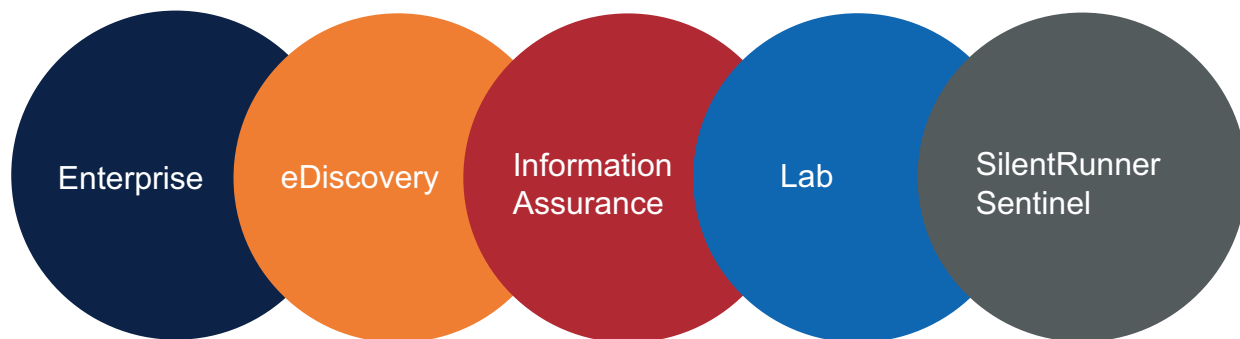 Enterprise
eDiscovery
Information
Assurance
Lab
SilentRunner
Sentinel